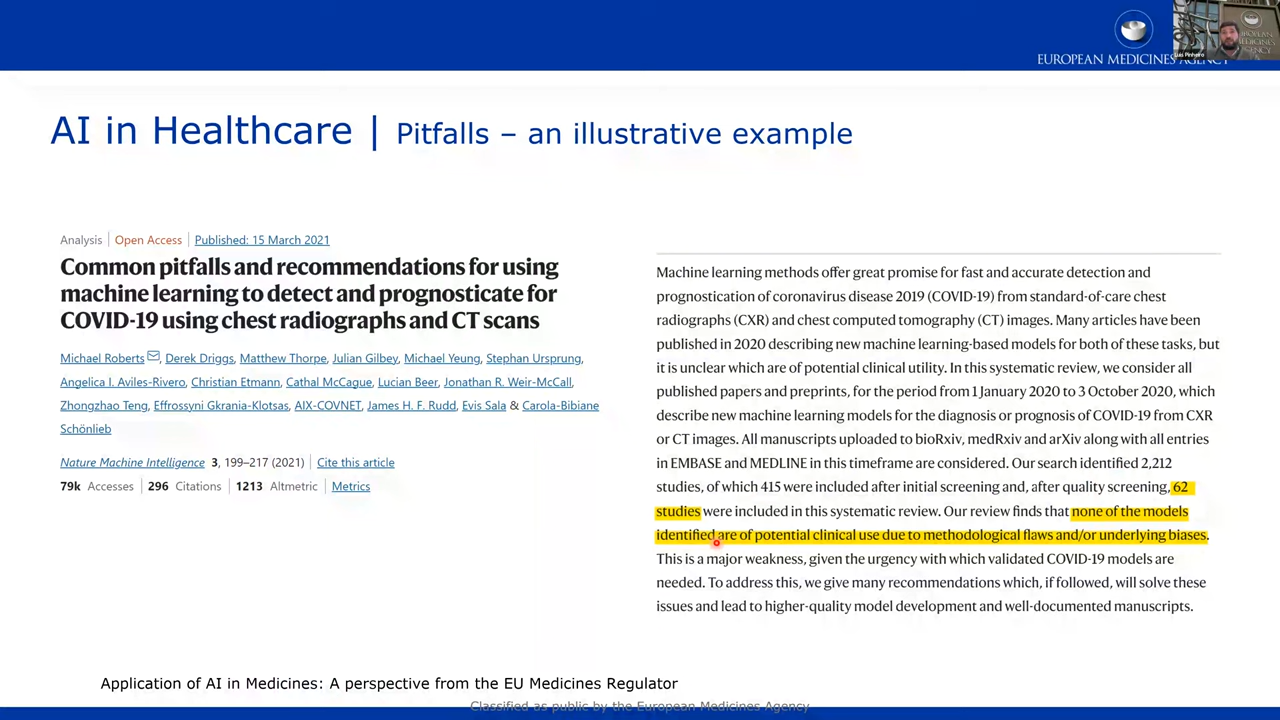 EUROPEAN MEDICINES AGENCY
Luis Pinheiro
AI in Healthcare | Pitfalls – an illustrative example
Analysis | Open Access | Published: 15 March 2021
Common pitfalls and recommendations for using
machine learning to detect and prognosticate for
COVID-19 using chest radiographs and CT scans
Michael Roberts, Derek Driggs, Matthew Thorpe, Julian Gilbey, Michael Yeung, Stephan Ursprung,
Angelica I. Aviles-Rivero, Christian Etmann, Cathal McCague, Lucian Beer, Jonathan R. Weir-McCall,
Zhongzhao Teng, Effrossyni Gkrania-Klotsas, AIX-COVNET, James H. F. Rudd, Evis Sala & Carola-Bibiane
Schönlieb
Nature Machine Intelligence 3, 199–217 (2021) | Cite this article
79k Accesses | 296 Citations | 1213 Altmetric | Metrics
Machine learning methods offer great promise for fast and accurate detection and
prognostication of coronavirus disease 2019 (COVID-19) from standard-of-care chest
radiographs (CXR) and chest computed tomography (CT) images. Many articles have been
published in 2020 describing new machine learning-based models for both of these tasks, but
it is unclear which are of potential clinical utility. In this systematic review, we consider all
published papers and preprints, for the period from 1 January 2020 to 3 October 2020, which
describe new machine learning models for the diagnosis or prognosis of COVID-19 from CXR
or CT images. All manuscripts uploaded to bioRxiv, medRxiv and arXiv along with all entries
in EMBASE and MEDLINE in this timeframe are considered. Our search identified 2,212
studies, of which 415 were included after initial screening and, after quality screening, 62
studies were included in this systematic review. Our review finds that none of the models
identified are of potential clinical use due to methodological flaws and/or underlying biases.
This is a major weakness, given the urgency with which validated COVID-19 models are
needed. To address this, we give many recommendations which, if followed, will solve these
issues and lead to higher-quality model development and well-documented manuscripts.
Application of AI in Medicines: A perspective from the EU Medicines Regulator
Classified as public by the European Medicines Agency